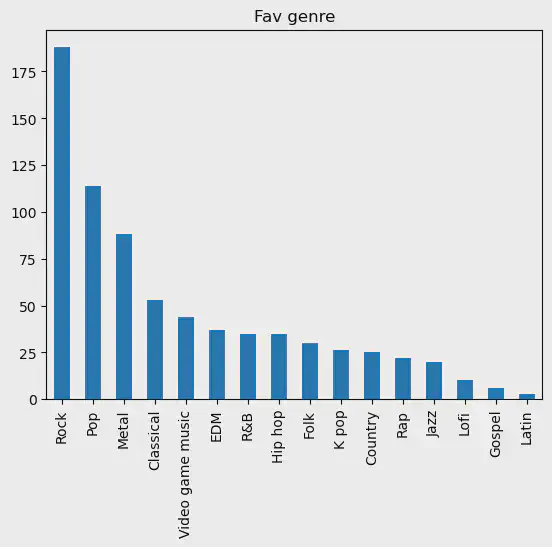 Fav genre
175
150
125
100
75
50
25
0
Rock
Pop
Metal
Classical
Video game music
EDM
R&B
Hip hop
Folk
K pop
Country
Rap
Jazz
Lofi
Gospel
Latin